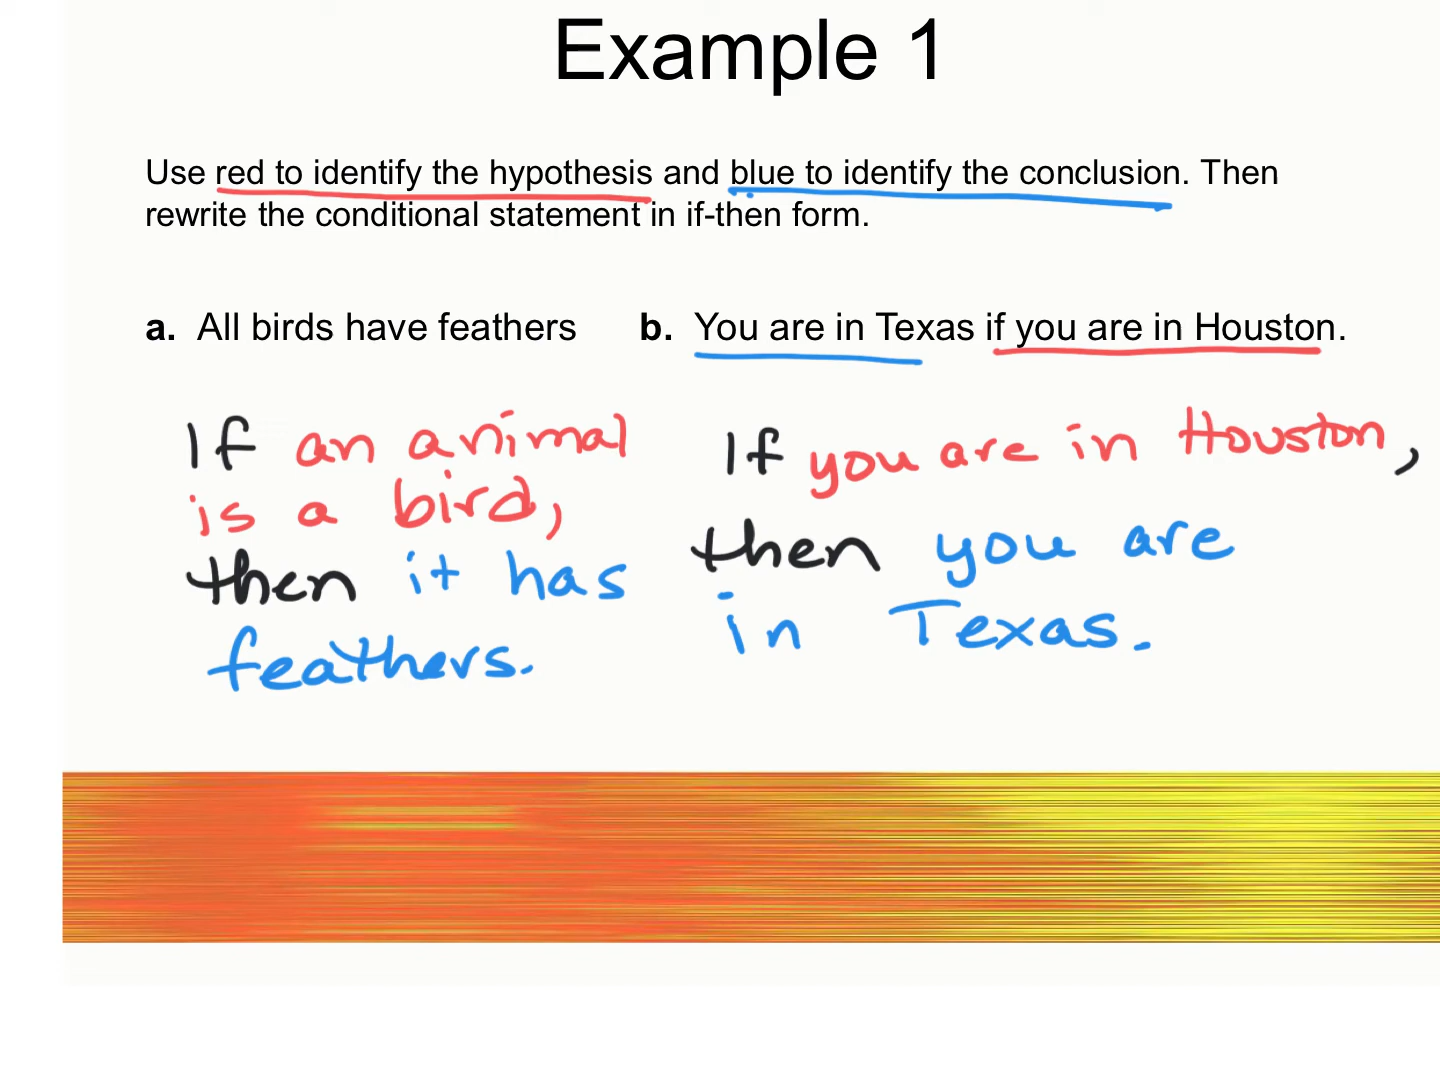 Example 1
Use red to identify the hypothesis and blue to identify the conclusion. Then
rewrite the conditional statement in if-then form.
a. All birds have feathers
b. You are in Texas if you are in Houston.
If an animal
is a bird,
then it has
feathers.
If you are in Houston,
then you are
in Texas.